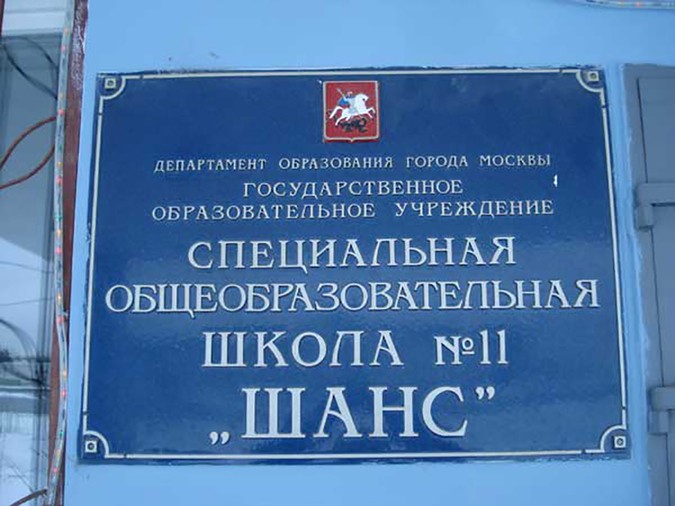 ДЕПАРТАМЕНТ ОБРАЗОВАНИЯ ГОРОДА МОСКВЫ
ГОСУДАРСТВЕННОЕ
ОБРАЗОВАТЕЛЬНОЕ УЧРЕЖДЕНИЕ
СПЕЦИАЛЬНАЯ
ОБЩЕОБРАЗОВАТЕЛЬНАЯ
ШКОЛА №11
„ШАНС”